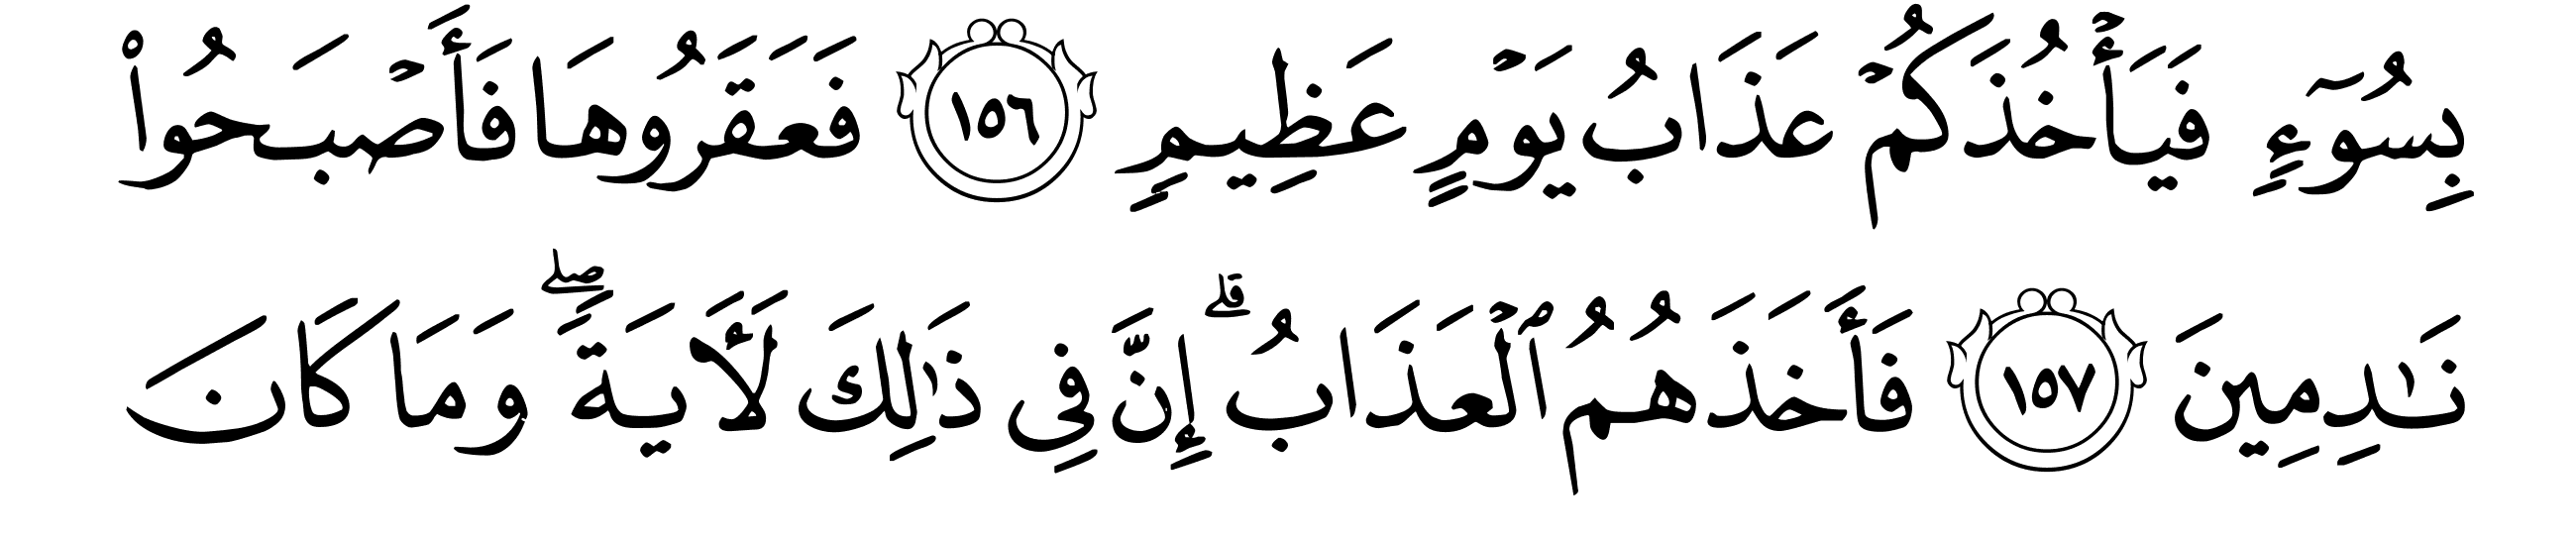 بِسُوٓءٍ فَيَأۡخُذَكُمۡ عَذَابُ يَوۡمٍ عَظِيمٍ ١٥٦ فَعَقَرُوهَا فَأَصۡبَحُواْ
نَٰدِمِينَ ١٥٧ فَأَخَذَهُمُ ٱلۡعَذَابُۚ إِنَّ فِي ذَٰلِكَ لَأٓيَةٗۖ وَمَا كَانَ